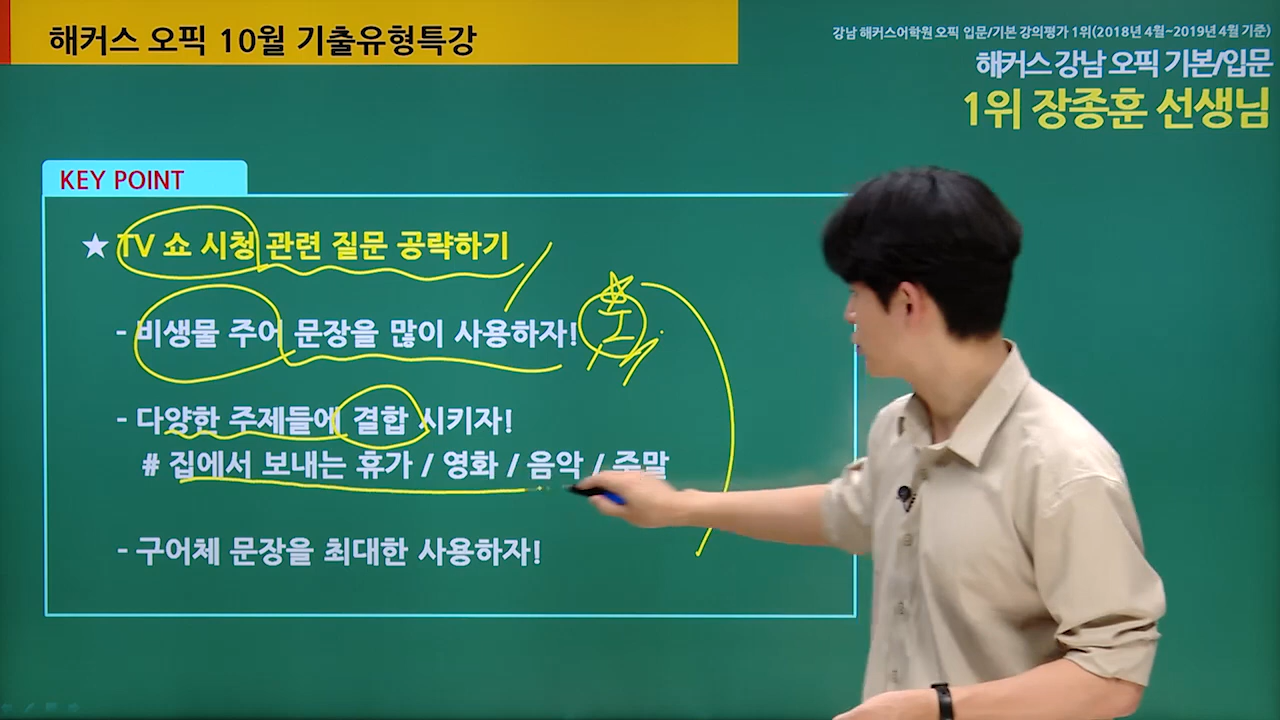 해커스 오픽 10월 기출유형특강
강남 해커스어학원 오픽 입문/기본 강의평가 1위(2018년 4월~2019년 4월 기준)
해커스 강남 오픽 기본/입문
1위 장종훈 선생님
KEY POINT
★ TV 쇼 시청 관련 질문 공략하기
- 비생물 주어 문장을 많이 사용하자!
I
- 다양한 주제들에 결합 시키자!
# 집에서 보내는 휴가 / 영화 / 음악 / 주말
- 구어체 문장을 최대한 사용하자!